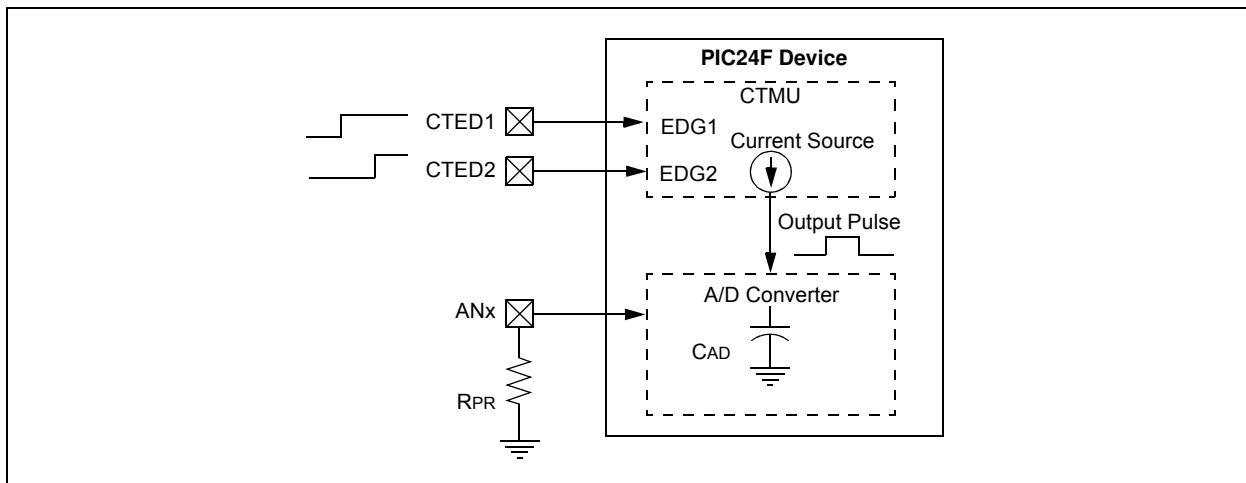 PIC24F Device
CTMU
CTED1
EDG1
Current Source
CTED2
EDG2
Output Pulse
A/D Converter
ANx
CAD
RPR